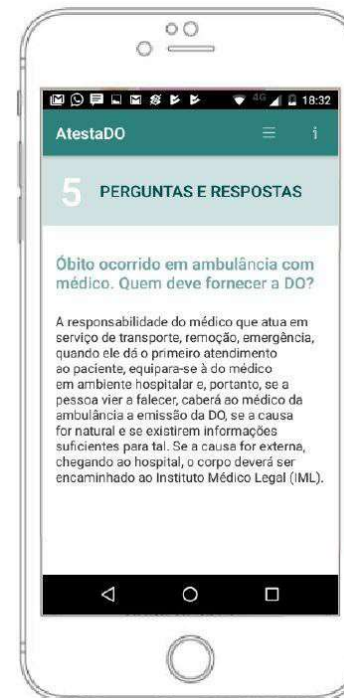 4G 18:32
AtestaDO
5 PERGUNTAS E RESPOSTAS
Óbito ocorrido em ambulância com
médico. Quem deve fornecer a DO?
A responsabilidade do médico que atua em
serviço de transporte, remoção, emergência,
quando ele dá o primeiro atendimento
ao paciente, equipara-se à do médico
em ambiente hospitalar e, portanto, se a
pessoa vier a falecer, caberá ao médico da
ambulância a emissão da DO, se a causa
for natural e se existirem informações
suficientes para tal. Se a causa for externa,
chegando ao hospital, o corpo deverá ser
encaminhado ao Instituto Médico Legal (IML).